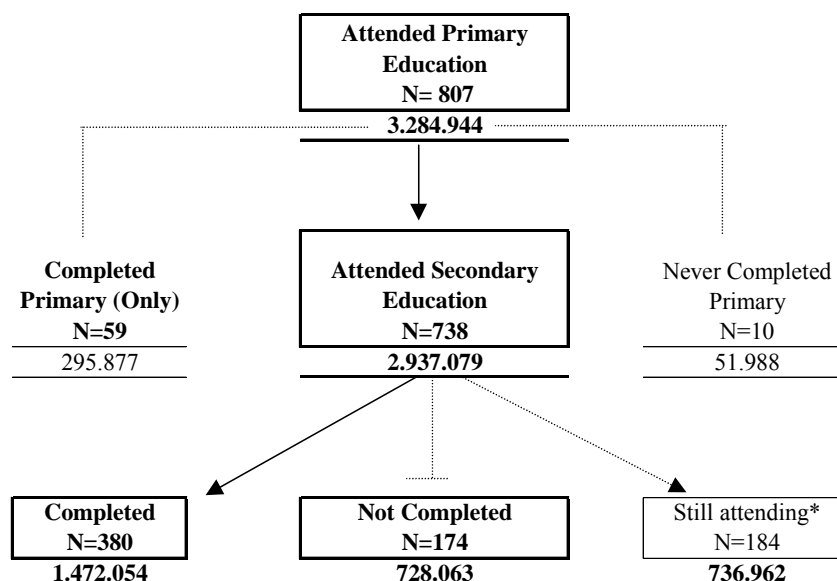 Attended Primary
Education
N= 807
3.284.944
Completed
Primary (Only)
N=59
295.877
Attended Secondary
Education
N=738
2.937.079
Never Completed
Primary
N=10
51.988
Completed
N=380
1.472.054
Not Completed
N=174
728.063
Still attending*
N=184
736.962